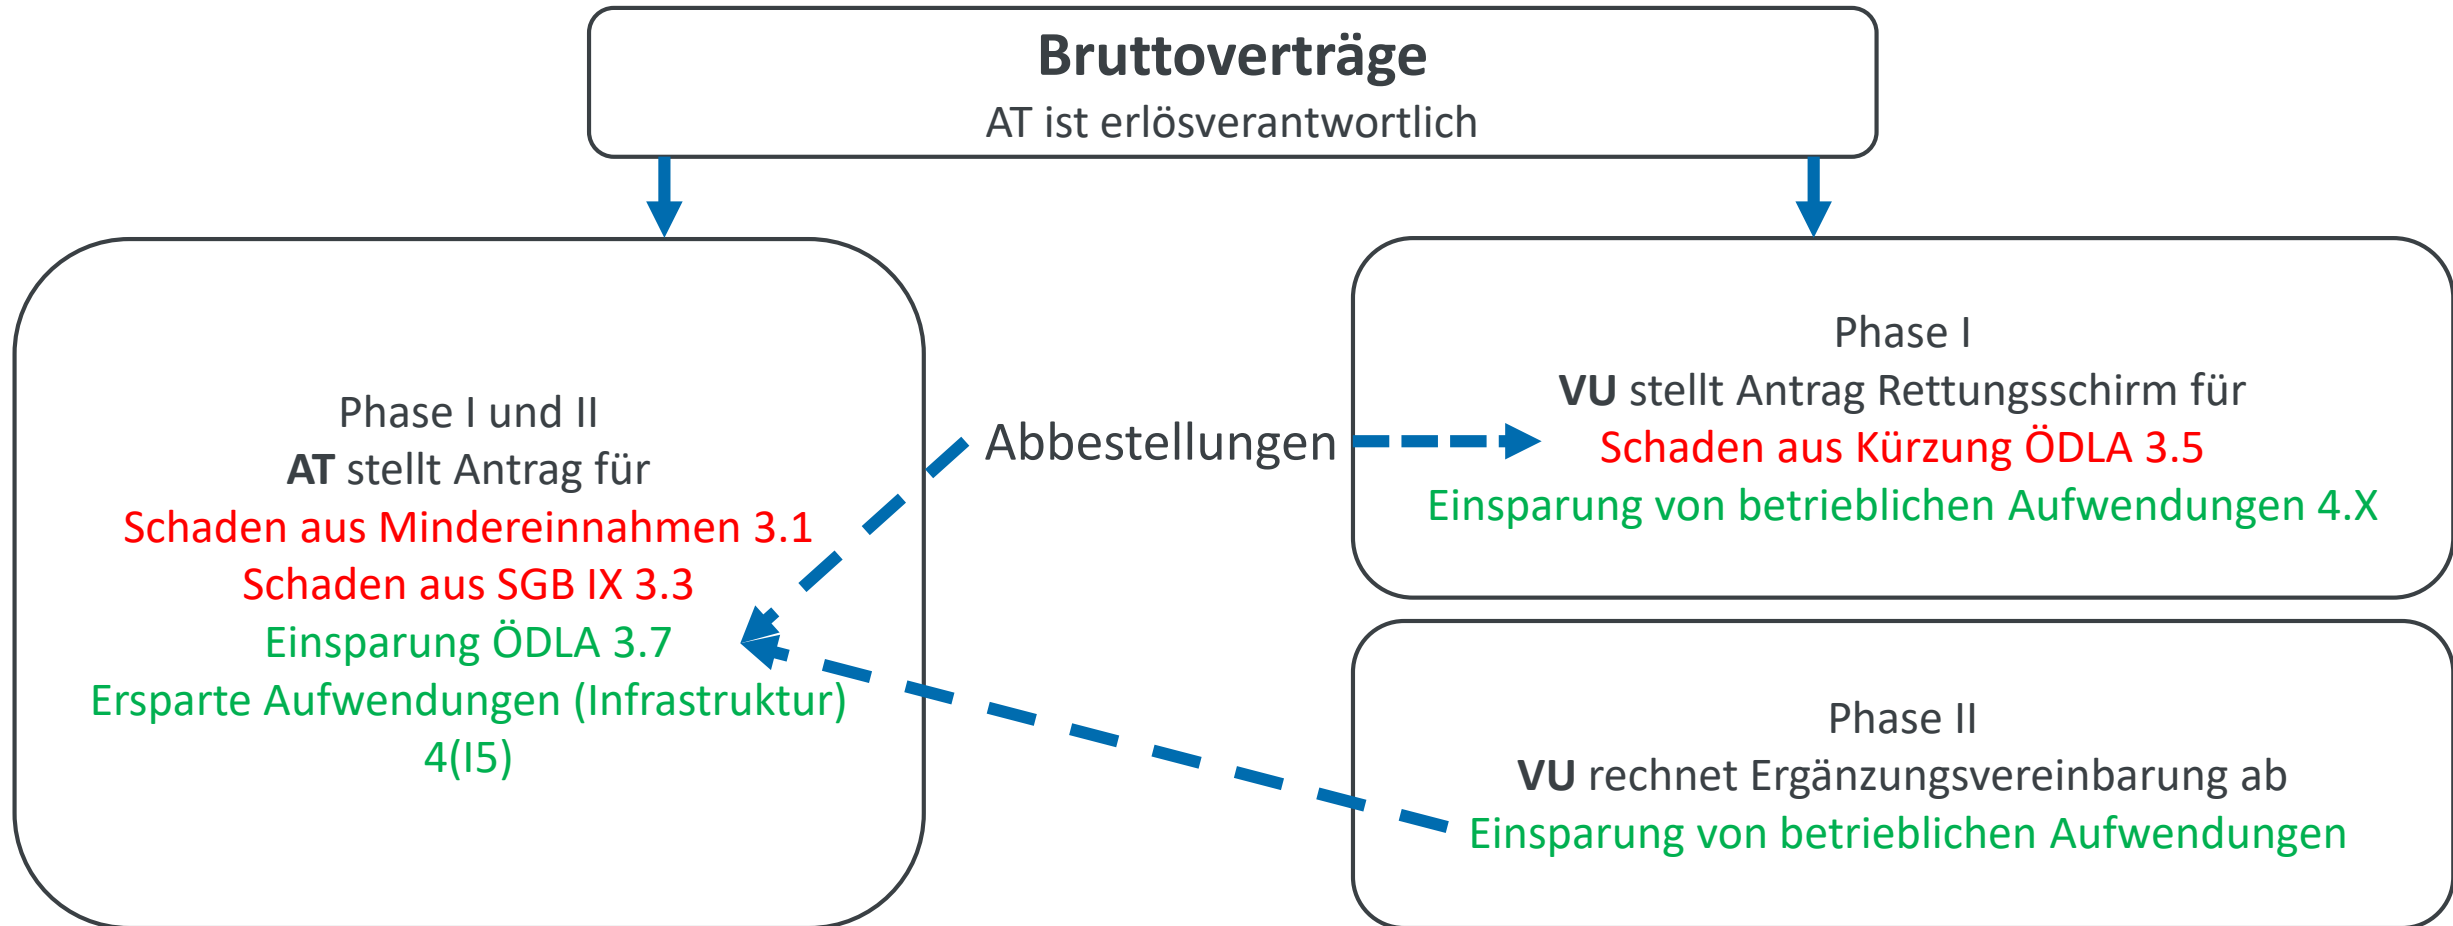 Bruttoverträge
AT ist erlösverantwortlich
Phase I und II
AT stellt Antrag für
Schaden aus Mindereinnahmen 3.1
Schaden aus SGB IX 3.3
Einsparung ÖDLA 3.7
Ersparte Aufwendungen (Infrastruktur)
4(I5)
Abbestellungen
Phase I
VU stellt Antrag Rettungsschirm für
Schaden aus Kürzung ÖDLA 3.5
Einsparung von betrieblichen Aufwendungen 4.X
Phase II
VU rechnet Ergänzungsvereinbarung ab
Einsparung von betrieblichen Aufwendungen